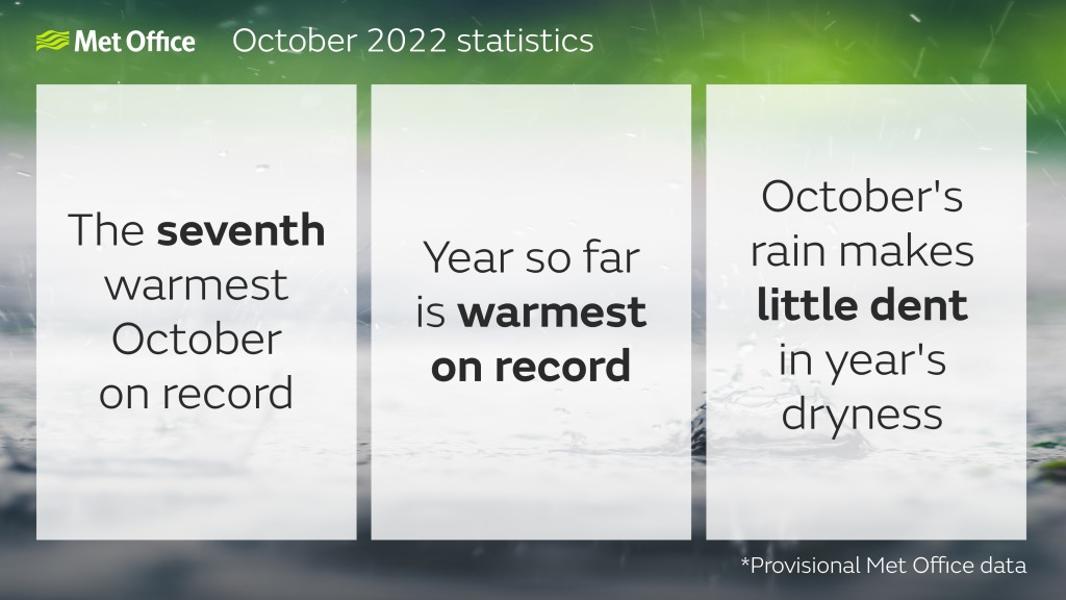 Met Office October 2022 statistics
The seventh
warmest
October
on record
Year so far
is warmest
on record
October's
rain makes
little dent
in year's
dryness
*Provisional Met Office data